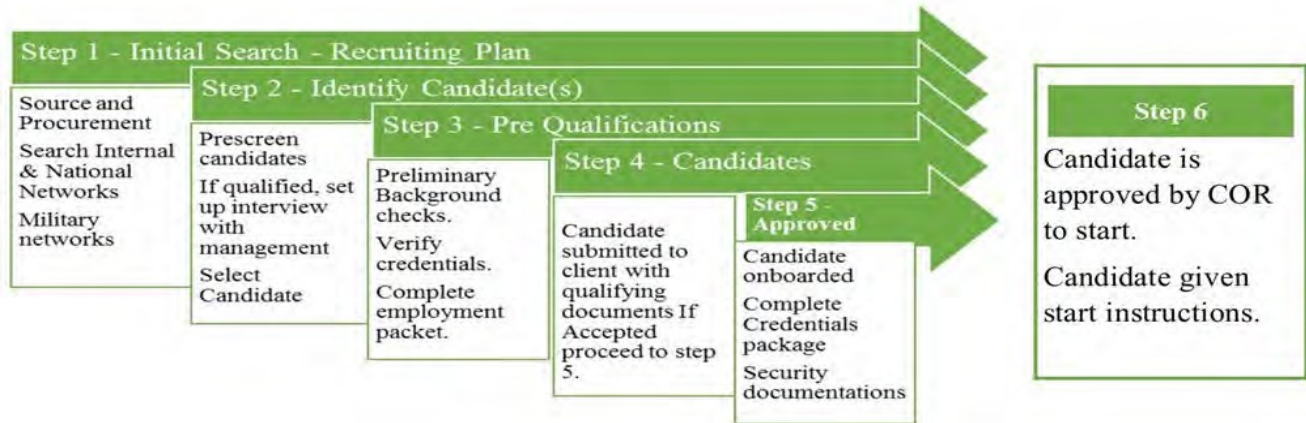 Step 1 - Initial Search - Recruiting Plan
Source and
Procurement
Search Internal
& National
Networks
Military
networks
Step 2 - Identify Candidate(s)
Prescreen
candidates
If qualified, set
up interview
with
management
Select
Candidate
Step 3 - Pre Qualifications
Preliminary
Background
checks.
Verify
credentials.
Complete
employment
packet.
Step 4 - Candidates
Candidate
submitted to
client with
qualifying
documents If
Accepted
proceed to step
5.
Step 5 -
Approved
Candidate
onboarded
Complete
Credentials
package
Security
documentations
Step 6
Candidate is
approved by COR
to start.
Candidate given
start instructions.